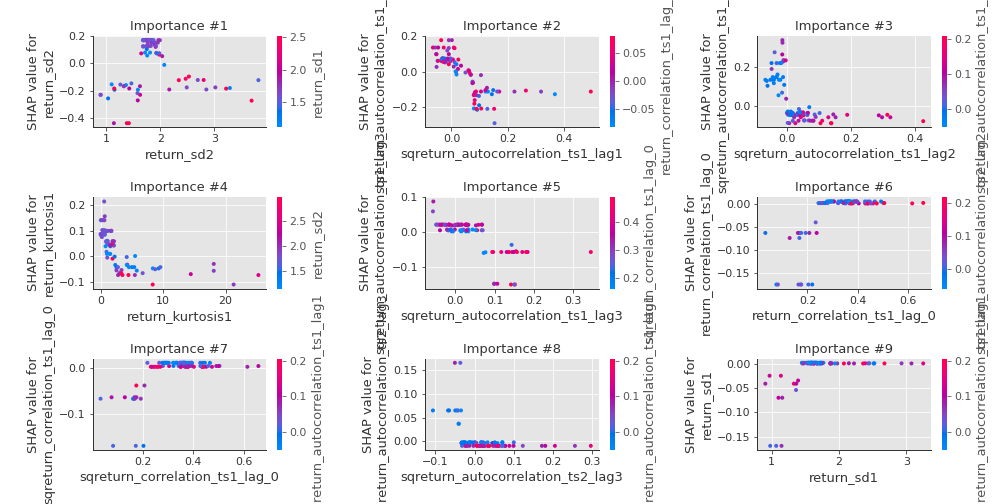 Importance #1
Importance #2
Importance #3
SHAP value for
return_sd2
0.2
0.0
−0.2
−0.4
1
2
3
return_sd2
2.5
2.0
1.5
return_sd1
SHAP value for
0.2
0.0
−0.2
0.0
0.2
0.4
sqreturn_autocorrelation_ts1_lag1
0.05
0.00
−0.05
SHAP value for
0.2
0.0
0.0
0.2
0.4
sqreturn_autocorrelation_ts1_lag2
0.2
0.1
0.0
Importance #4
Importance #5
Importance #6
SHAP value for
return_kurtosis1
0.2
0.1
0.0
−0.1
0
10
20
return_kurtosis1
2.5
2.0
1.5
return_sd2
SHAP value for
0.1
0.0
−0.1
0.0
0.1
0.2
0.3
sqreturn_autocorrelation_ts1_lag3
0.4
0.3
0.2
SHAP value for
return_correlation_ts1_lag_0
0.00
−0.05
−0.10
−0.15
0.2
0.4
0.6
return_correlation_ts1_lag_0
0.2
0.1
0.0
Importance #7
Importance #8
Importance #9
SHAP value for
sqreturn_correlation_ts1_lag_0
0.0
−0.1
0.2
0.4
0.6
sqreturn_correlation_ts1_lag_0
0.2
0.1
0.0
return_autocorrelation_ts1_lag1
SHAP value for
0.15
0.10
0.05
0.00
−0.1
0.0
0.1
0.2
0.3
sqreturn_autocorrelation_ts2_lag3
0.2
0.1
0.0
SHAP value for
return_sd1
0.00
−0.05
−0.10
−0.15
1
2
3
return_sd1
0.2
0.1
0.0